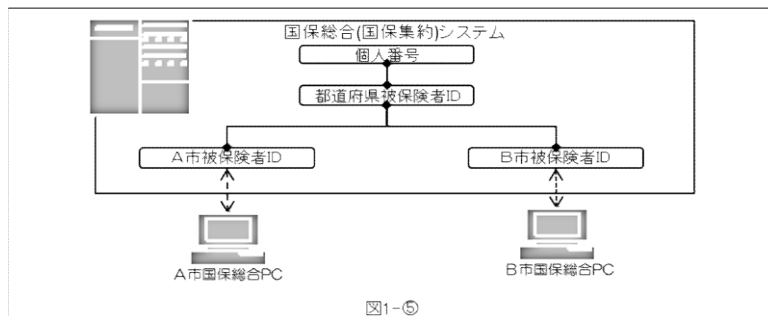 国保総合(国保集約)システム
個人番号
都道府県被保険者ID
A市被保険者ID
B市被保険者ID
A市国保総合PC
B市国保総合PC
図1-⑤